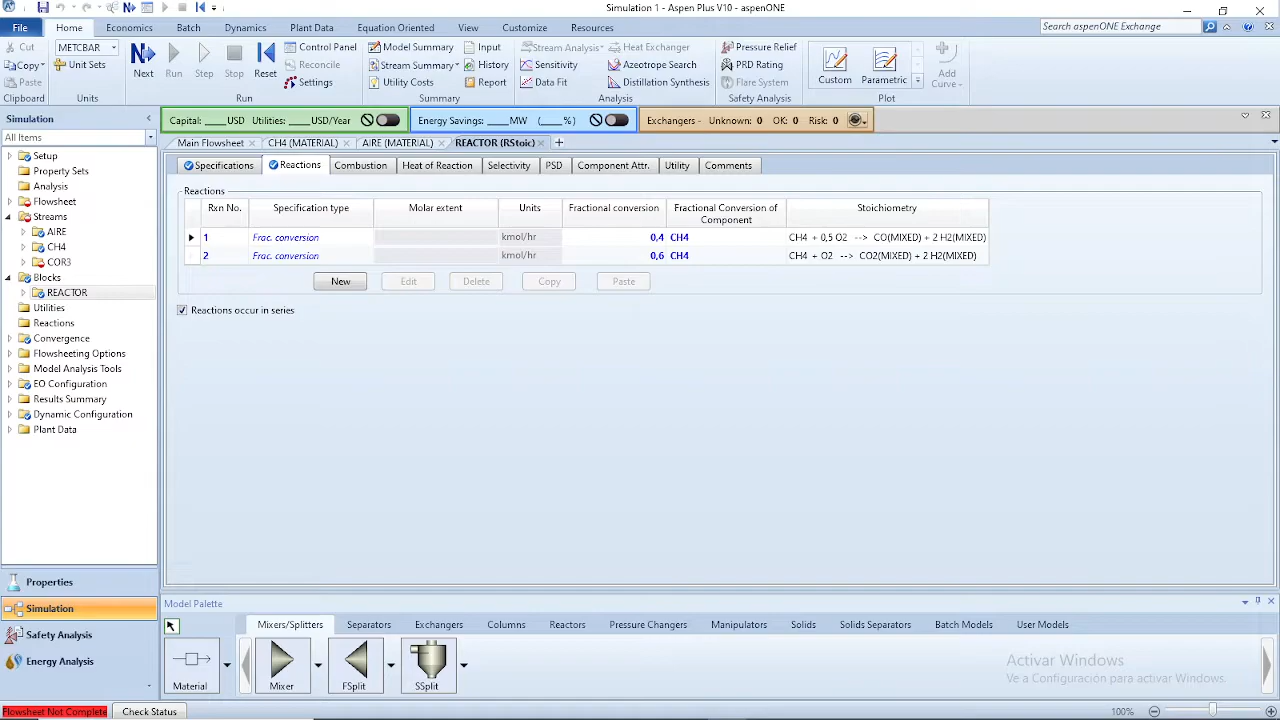 Simulation 1 - Aspen Plus V10 - aspenONE
File Home Economics Batch Dynamics Plant Data Equation Oriented View Customize Resources Search aspenONE Exchange
Cut METCBAR Control Panel Model Summary Input Stream Analysis Heat Exchanger Pressure Relief
Copy Unit Sets Reconcile Stream Summary History Sensitivity Azeotrope Search PRD Rating
Paste Next Run Step Stop Reset Settings Utility Costs Report Data Fit Distillation Synthesis Flare System Custom Parametric Add Curve
Clipboard Units Run Summary Analysis Safety Analysis Plot
Simulation Capital: ____USD Utilities: ____USD/Year Energy Savings: ____MW (____%) Exchangers - Unknown: 0 OK: 0 Risk: 0
All Items
Main Flowsheet CH4 (MATERIAL) AIRE (MATERIAL) REACTOR (RStoic)
Specifications Reactions Combustion Heat of Reaction Selectivity PSD Component Attr. Utility Comments
Setup
Property Sets
Analysis
Flowsheet
Streams
AIRE
CH4
COR3
Blocks
REACTOR
Utilities
Reactions
Convergence
Flowsheeting Options
Model Analysis Tools
EO Configuration
Results Summary
Dynamic Configuration
Plant Data
Reactions
Rxn No. Specification type Molar extent Units Fractional conversion Fractional Conversion of Component Stoichiometry
1 Frac. conversion kmol/hr 0,4 CH4 CH4 + 0,5 O2 --> CO(MIXED) + 2 H2(MIXED)
2 Frac. conversion kmol/hr 0,6 CH4 CH4 + O2 --> CO2(MIXED) + 2 H2(MIXED)
New Edit Delete Copy Paste
Reactions occur in series
Properties
Simulation
Safety Analysis
Energy Analysis
Model Palette
Mixers/Splitters Separators Exchangers Columns Reactors Pressure Changers Manipulators Solids Solids Separators Batch Models User Models
Material Mixer FSplit SSplit
Activar Windows
Ve a Configuración para activar Windows.
Flowsheet Not Complete Check Status 100%